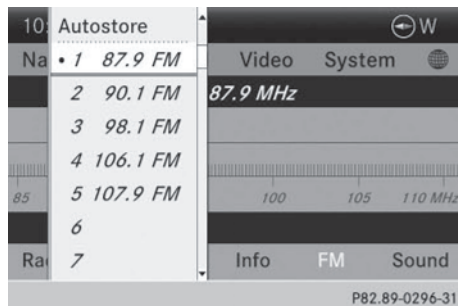 10: Autostore W
Na • 1 87.9 FM Video System
2 90.1 FM 87.9 MHz
3 98.1 FM
4 106.1 FM
85 5 107.9 FM 100 105 110 MHz
6
Ra 7 Info FM Sound
P82.89-0296-31